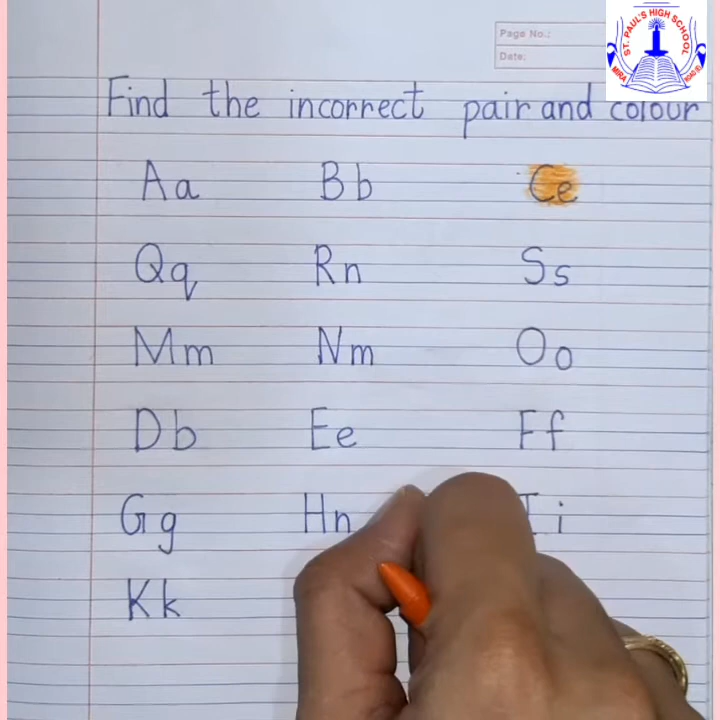 Page No.:
Date:
ST. PAUL'S HIGH SCHOOL
Find the incorrect pair and colour
Aa Bb Ce
Qq Rn Ss
Mm Nm Oo
Db Ee Ff
Gg Hn Ii
Kk